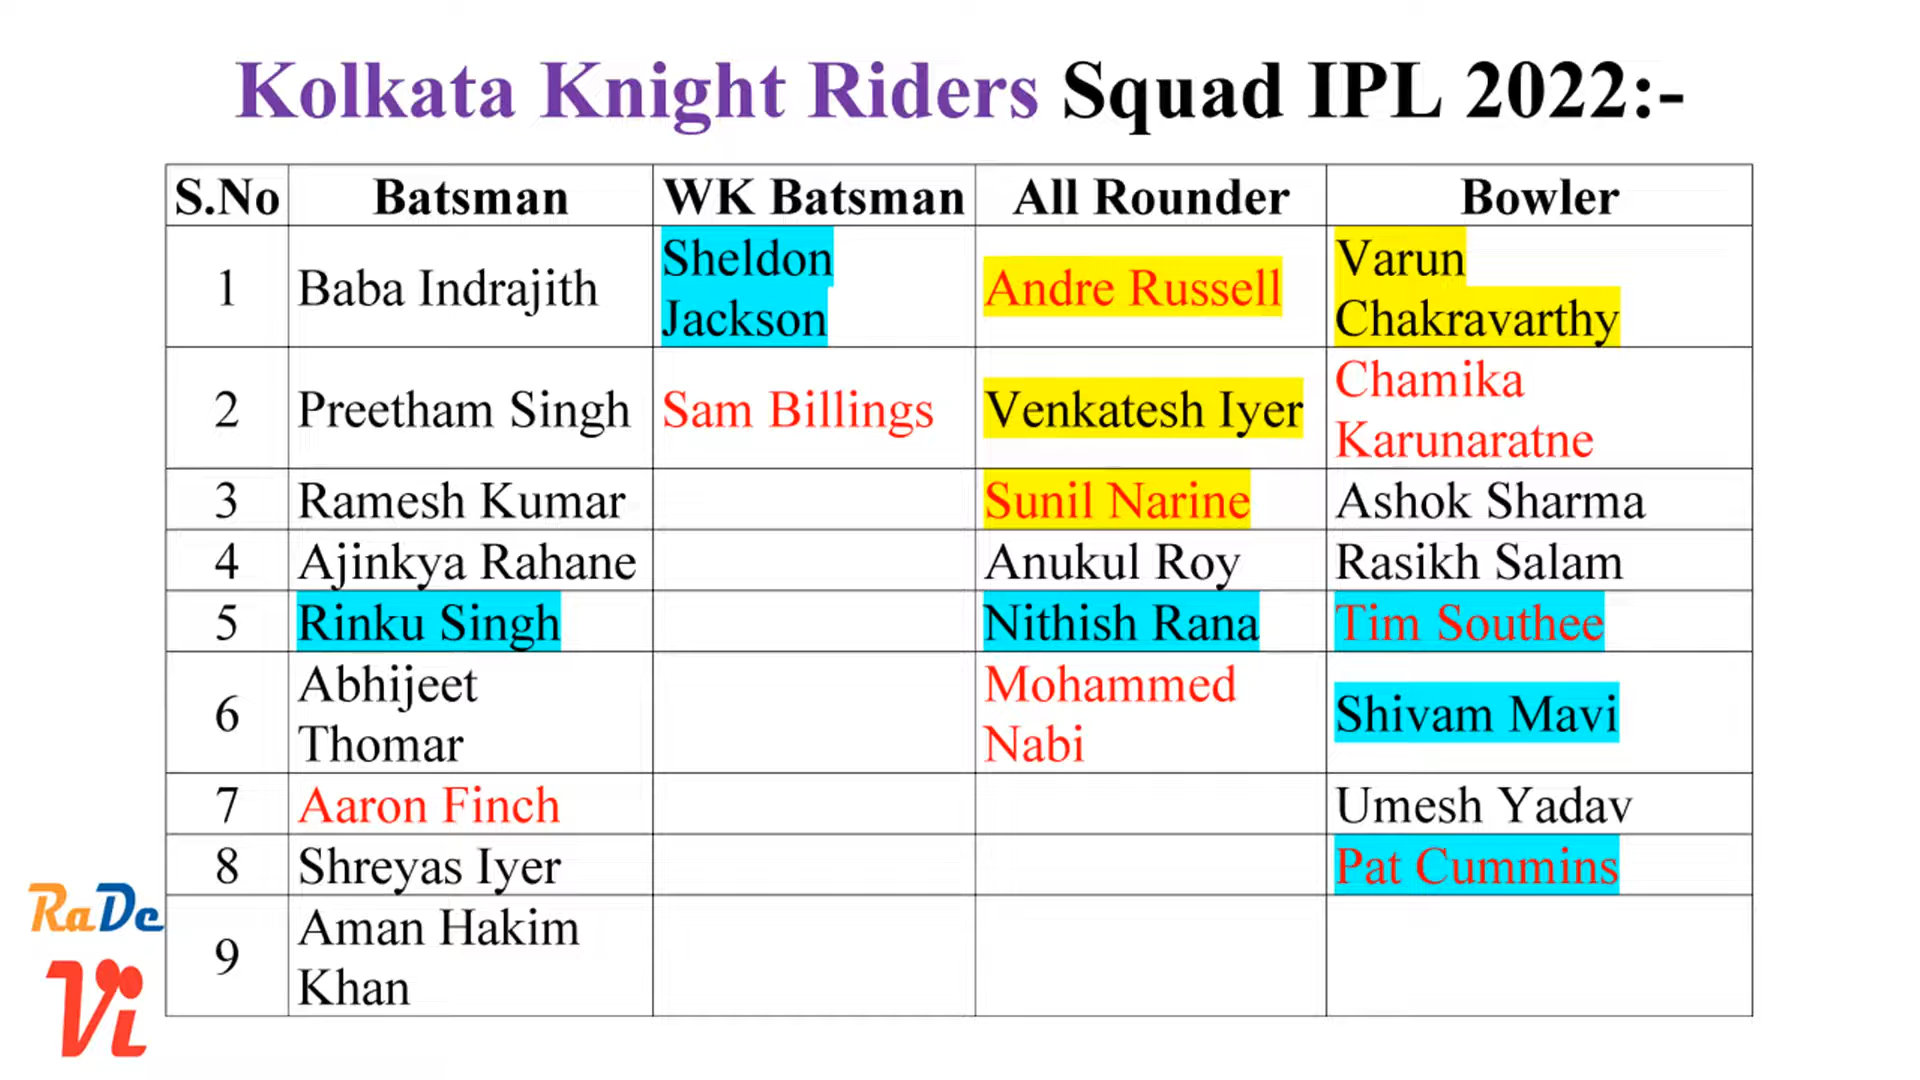 Kolkata Knight Riders Squad IPL 2022:-
S.No Batsman WK Batsman All Rounder Bowler
1 Baba Indrajith Sheldon Jackson Andre Russell Varun Chakravarthy
2 Preetham Singh Sam Billings Venkatesh Iyer Chamika Karunaratne
3 Ramesh Kumar Sunil Narine Ashok Sharma
4 Ajinkya Rahane Anukul Roy Rasikh Salam
5 Rinku Singh Nithish Rana Tim Southee
6 Abhijeet Thomar Mohammed Nabi Shivam Mavi
7 Aaron Finch Umesh Yadav
8 Shreyas Iyer Pat Cummins
9 Aman Hakim Khan
RaDe
Vi